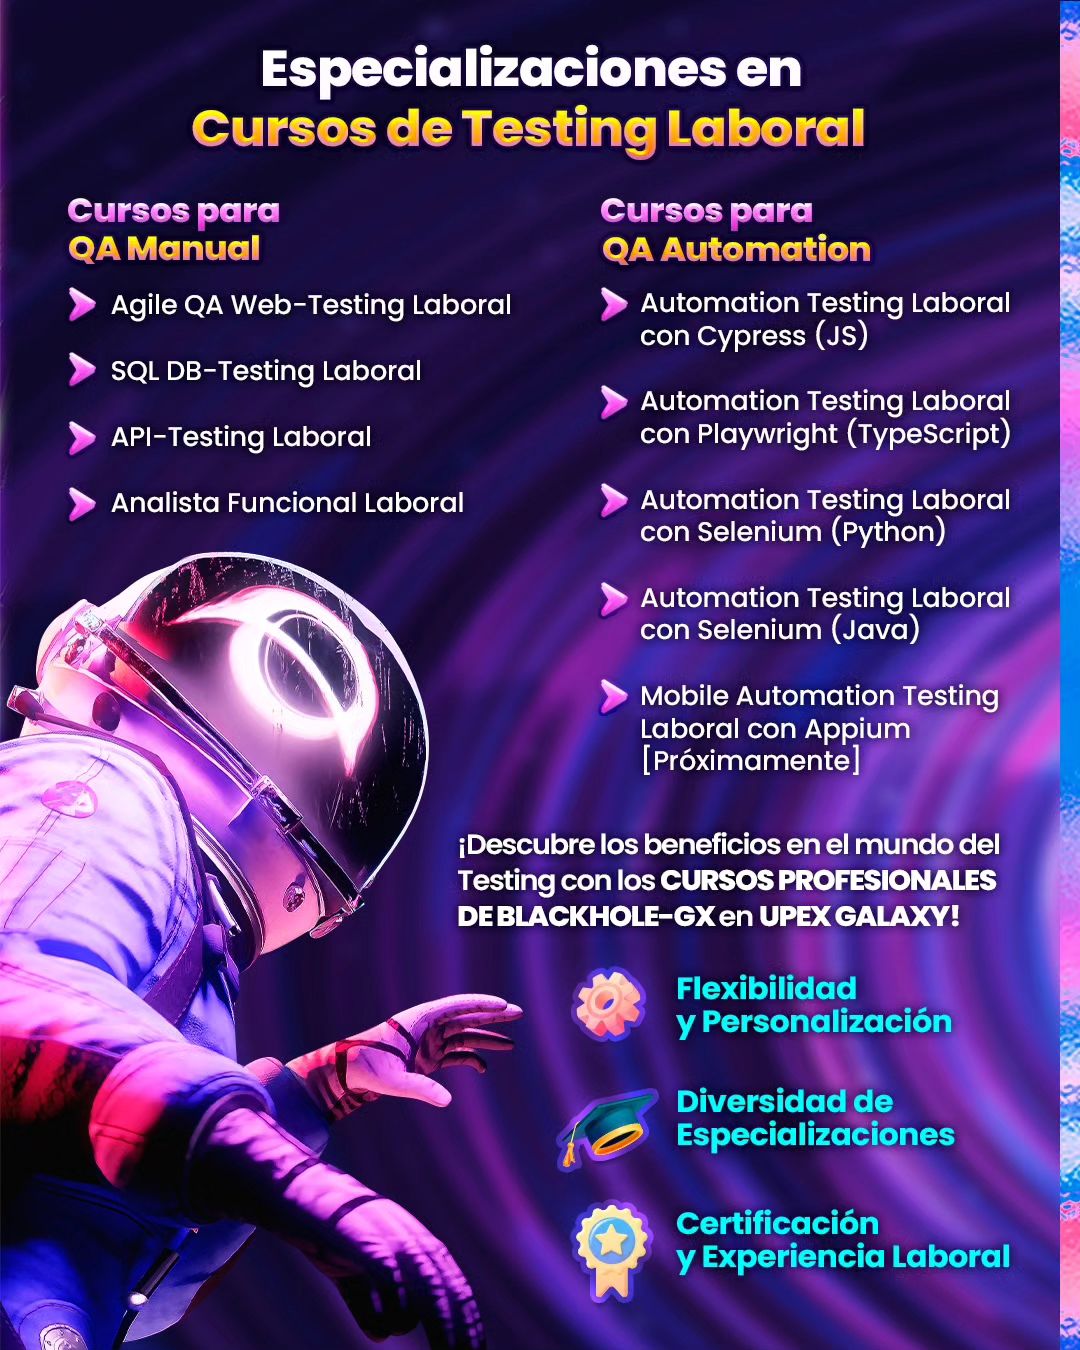 Especializaciones en
Cursos de Testing Laboral
Cursos para
QA Manual
Agile QA Web-Testing Laboral
SQL DB-Testing Laboral
API-Testing Laboral
Analista Funcional Laboral
Cursos para
QA Automation
Automation Testing Laboral
con Cypress (JS)
Automation Testing Laboral
con Playwright (TypeScript)
Automation Testing Laboral
con Selenium (Python)
Automation Testing Laboral
con Selenium (Java)
Mobile Automation Testing
Laboral con Appium
[Próximamente]
¡Descubre los beneficios en el mundo del
Testing con los CURSOS PROFESIONALES
DE BLACKHOLE-GX en UPEX GALAXY!
Flexibilidad
y Personalización
Diversidad de
Especializaciones
Certificación
y Experiencia Laboral